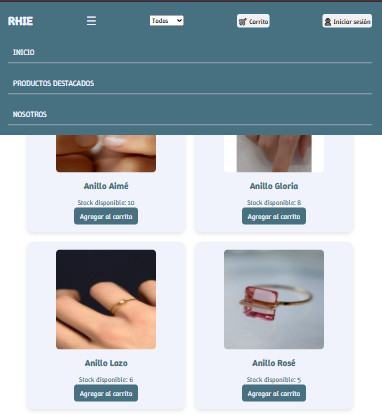 RHIE ☰ Todas Carrito Iniciar sesión
INICIO
PRODUCTOS DESTACADOS
NOSOTROS
Anillo Aimé Anillo Gloria
Stock disponible: 10 Stock disponible: 8
Agregar al carrito Agregar al carrito
Anillo Lazo Anillo Rosé
Stock disponible: 6 Stock disponible: 5
Agregar al carrito Agregar al carrito